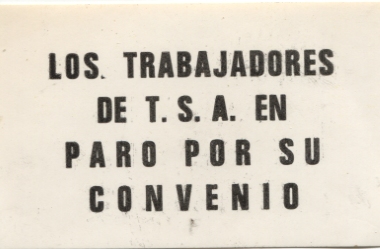 LOS. TRABAJADORES
DE T. S. A. EN
PARO POR SU
CONVENIO